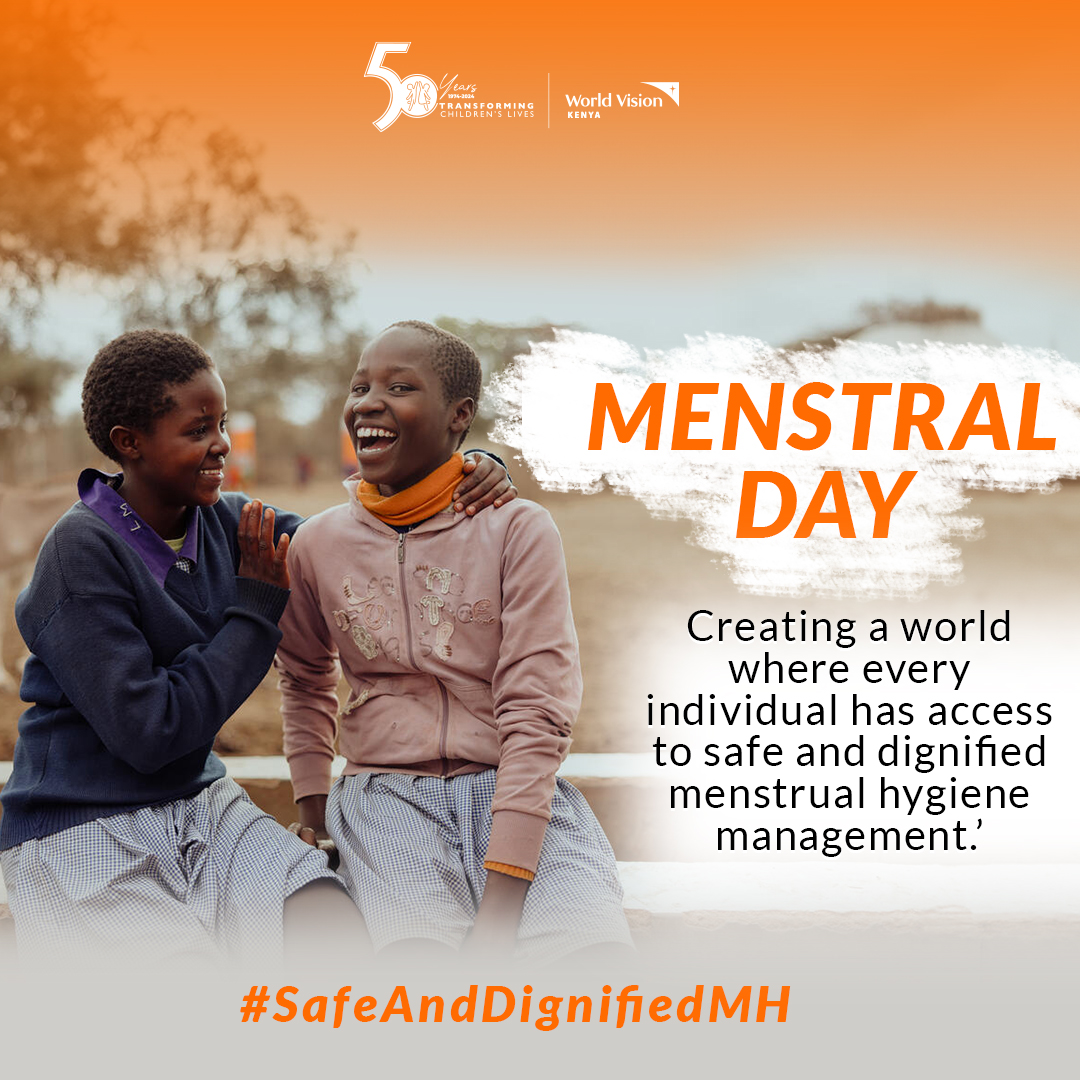 50 Years
1974-2024
TRANSFORMING
CHILDREN'S LIVES
World Vision
KENYA
MENSTRAL
DAY
Creating a world
where every
individual has access
to safe and dignified
menstrual hygiene
management.’
L M
#SafeAndDignifiedMH